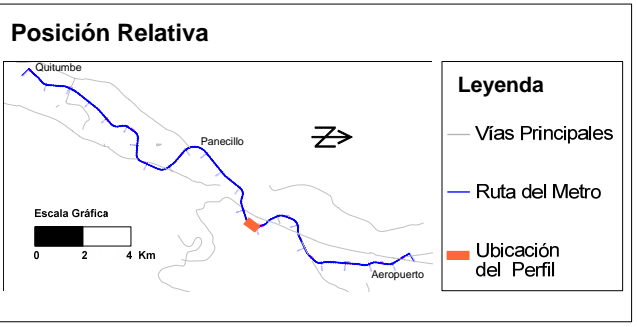 Posición Relativa
Quitumbe
Panecillo
N
Escala Gráfica
0 2 4 Km
Aeropuerto
Leyenda
Vías Principales
Ruta del Metro
Ubicación
del Perfil